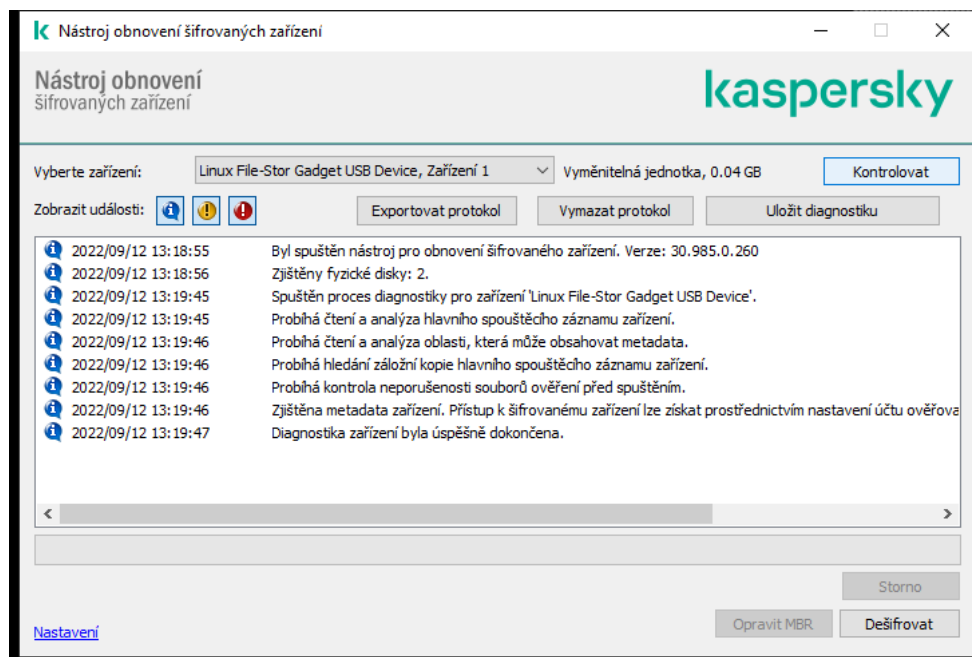 Nástroj obnovení šifrovaných zařízení
Nástroj obnovení
šifrovaných zařízení
kaspersky
Vyberte zařízení: Linux File-Stor Gadget USB Device, Zařízení 1 Vyměnitelná jednotka, 0.04 GB Kontrolovat
Zobrazit události: Exportovat protokol Vymazat protokol Uložit diagnostiku
2022/09/12 13:18:55 Byl spuštěn nástroj pro obnovení šifrovaného zařízení. Verze: 30.985.0.260
2022/09/12 13:18:56 Zjištěny fyzické disky: 2.
2022/09/12 13:19:45 Spuštěn proces diagnostiky pro zařízení 'Linux File-Stor Gadget USB Device'.
2022/09/12 13:19:45 Probíhá čtení a analýza hlavního spouštěcího záznamu zařízení.
2022/09/12 13:19:46 Probíhá čtení a analýza oblasti, která může obsahovat metadata.
2022/09/12 13:19:46 Probíhá hledání záložní kopie hlavního spouštěcího záznamu zařízení.
2022/09/12 13:19:46 Probíhá kontrola neporušenosti souborů ověření před spuštěním.
2022/09/12 13:19:46 Zjištěna metadata zařízení. Přístup k šifrovanému zařízení lze získat prostřednictvím nastavení účtu ověřova
2022/09/12 13:19:47 Diagnostika zařízení byla úspěšně dokončena.
Storno
Nastavení Opravit MBR Dešifrovat